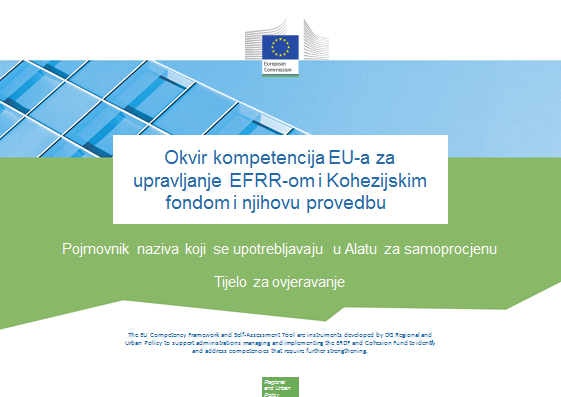 European
Commission
Okvir kompetencija EU-a za
upravljanje EFRR-om i Kohezijskim
fondom i njihovu provedbu
Pojmovnik naziva koji se upotrebljavaju u Alatu za samoprocjenu
Tijelo za ovjeravanje
The EU Competency Framework and Self-Assessment Tool are instruments developed by DG Regional and
Urban Policy to support administrations managing and implementing the ERDF and Cohesion Fund to identify
and address competencies that require further strengthening.
Regional
and Urban
Policy